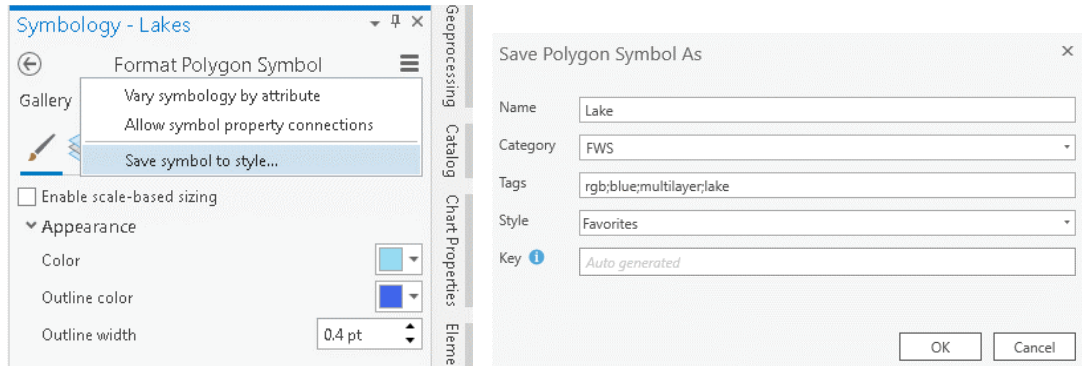 Symbology - Lakes
Format Polygon Symbol
Gallery
Vary symbology by attribute
Allow symbol property connections
Save symbol to style...
Enable scale-based sizing
Appearance
Color
Outline color
Outline width
0.4 pt
Geoprocessing
Catalog
Chart Properties
Eleme
Save Polygon Symbol As
Name
Lake
Category
FWS
Tags
rgb;blue;multilayer;lake
Style
Favorites
Key
Auto generated
OK
Cancel